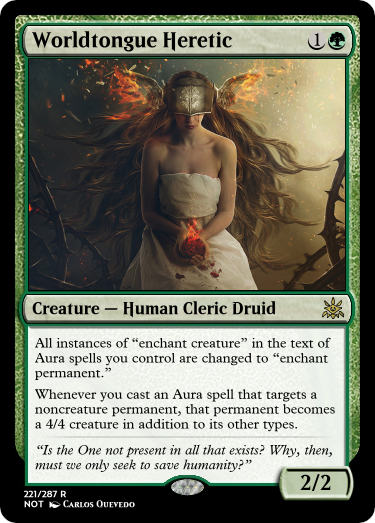 Worldtongue Heretic 1
Creature — Human Cleric Druid
All instances of “enchant creature” in the text of
Aura spells you control are changed to “enchant
permanent.”
Whenever you cast an Aura spell that targets a
noncreature permanent, that permanent becomes
a 4/4 creature in addition to its other types.
“Is the One not present in all that exists? Why, then,
must we only seek to save humanity?”
2/2
221/287 R
NOT Carlos Quevedo